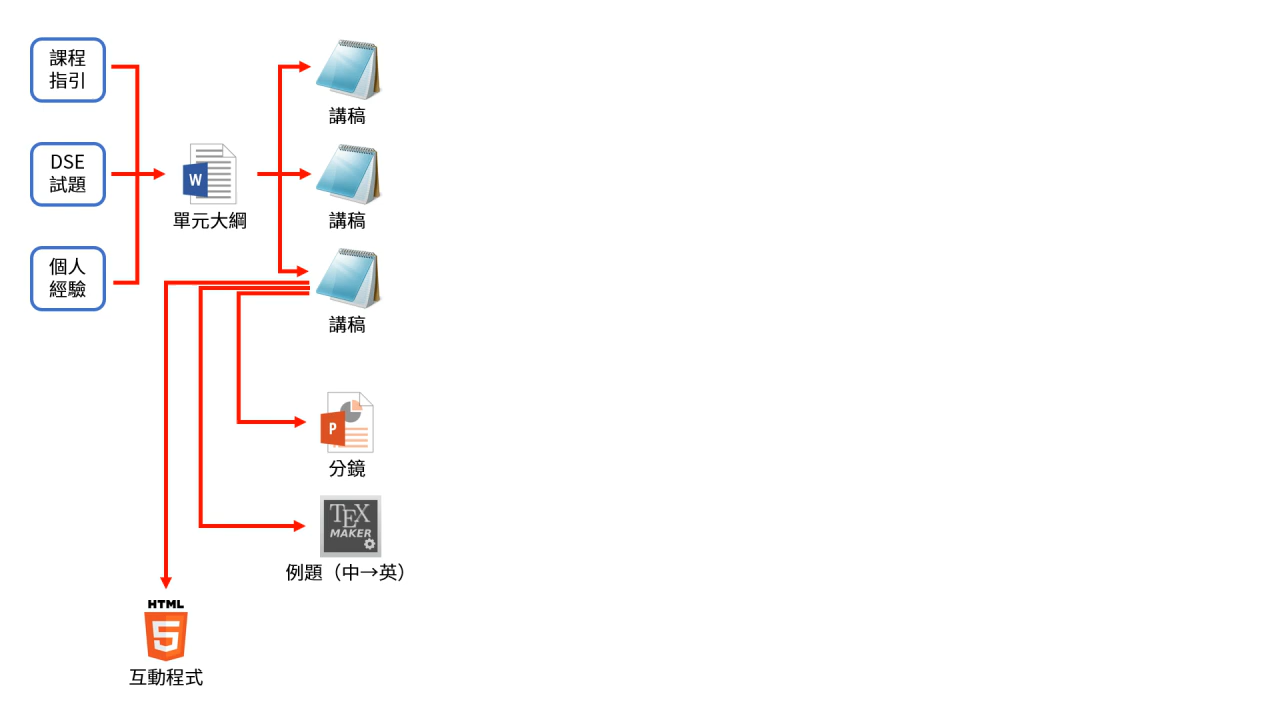 課程
指引
DSE
試題
個人
經驗
W
單元大綱
講稿
講稿
講稿
P
分鏡
TEX
MAKER
例題（中→英）
HTML
5
互動程式